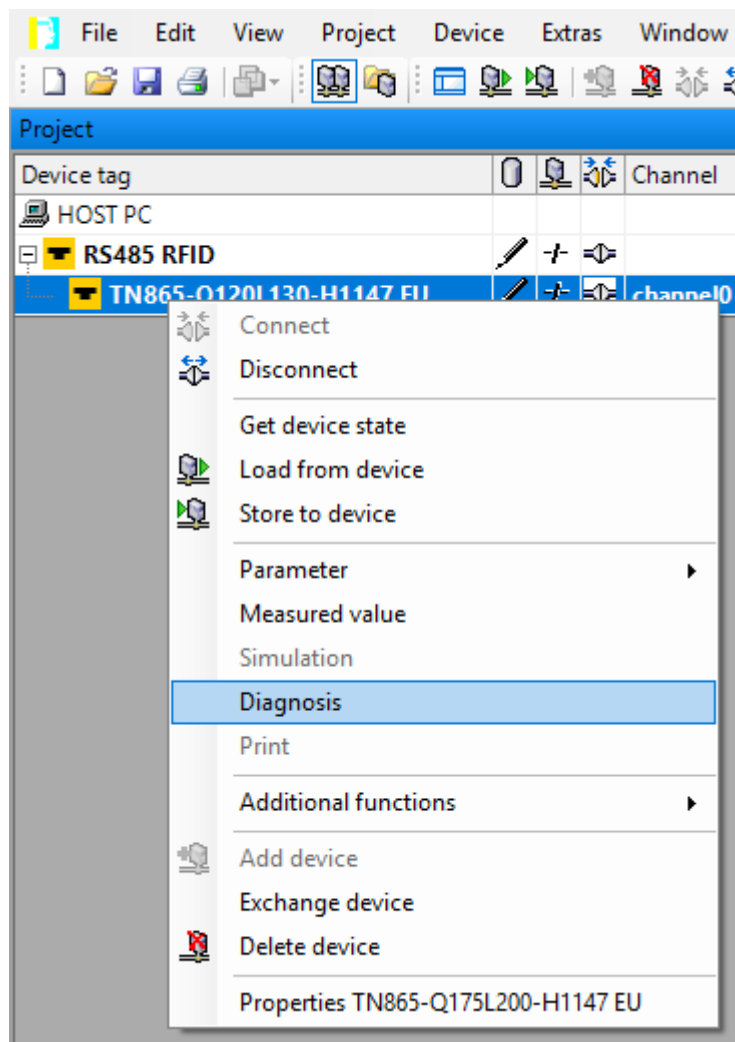 File Edit View Project Device Extras Window
Project
Device tag Channel
HOST PC
RS485 RFID
TN865-Q120L130-H1147 EU channel0
Connect
Disconnect
Get device state
Load from device
Store to device
Parameter
Measured value
Simulation
Diagnosis
Print
Additional functions
Add device
Exchange device
Delete device
Properties TN865-Q175L200-H1147 EU